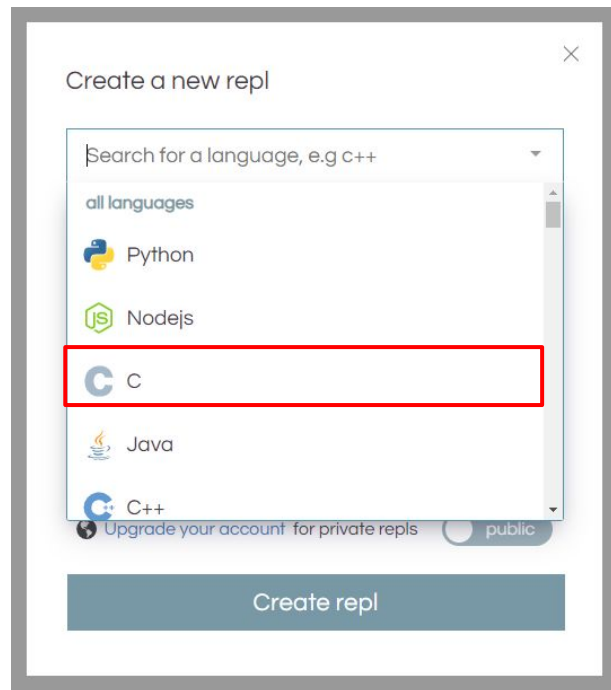 Create a new repl
Search for a language, e.g c++
all languages
Python
JS Nodejs
C C
Java
C++ C++
Upgrade your account for private repls public
Create repl